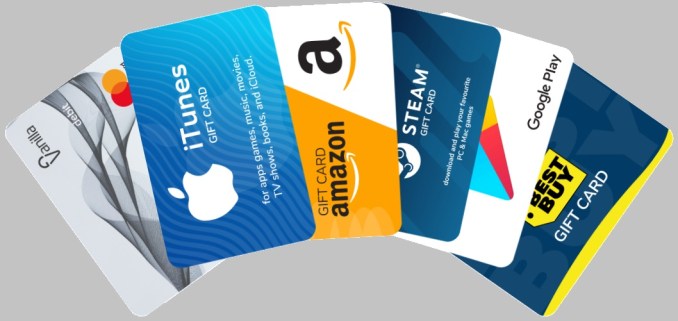 Vanilla
debit
iTunes
GIFT CARD
for apps games, music, movies,
TV shows, books, and iCloud.
a
GIFT CARD
amazon
STEAM®
GIFT CARD
download and play your favourite
PC & Mac games
Google Play
BEST
BUY
GIFT CARD